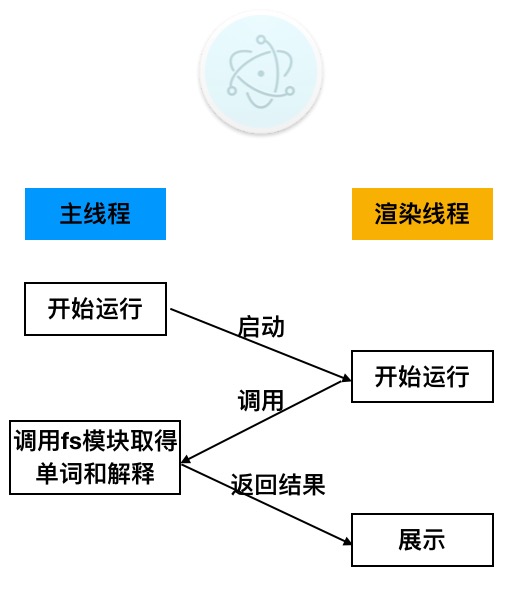 主线程
渲染线程
开始运行
启动
开始运行
调用
调用fs模块取得
单词和解释
返回结果
展示